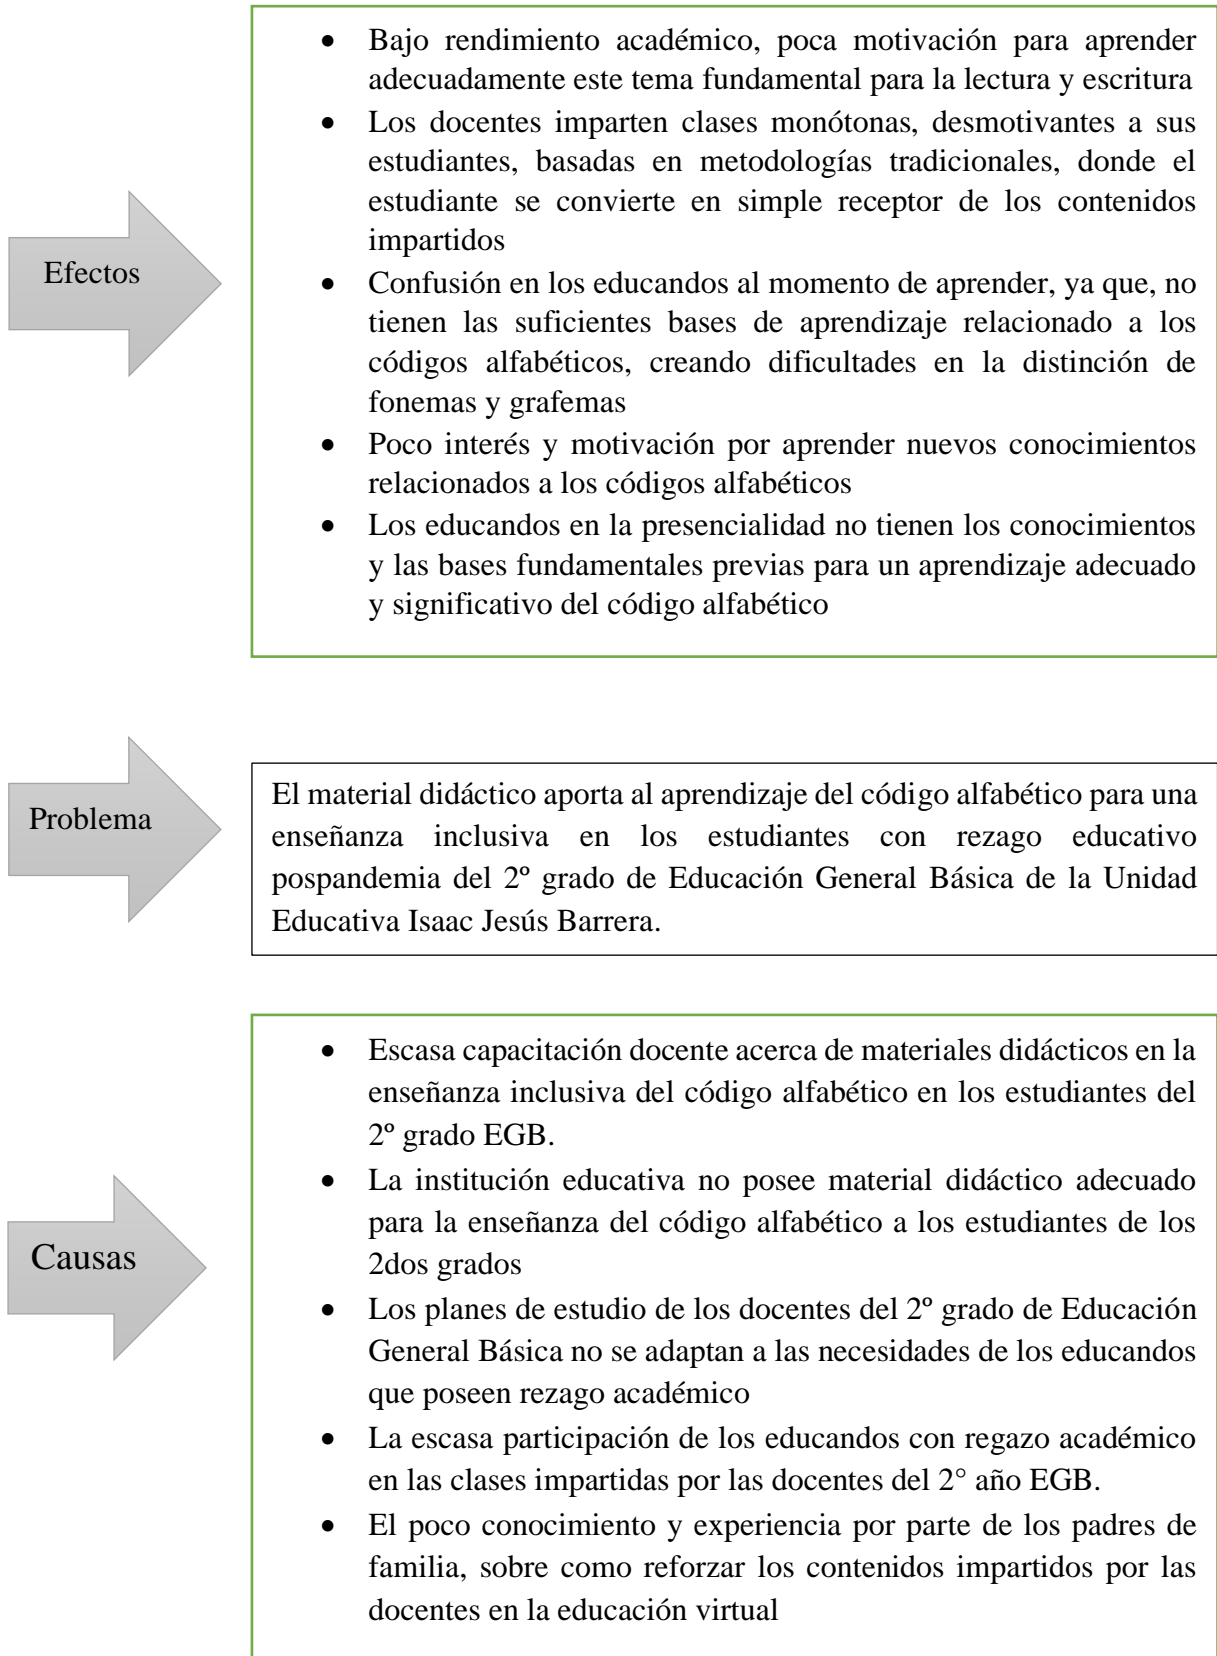 • Bajo rendimiento académico, poca motivación para aprender
adecuadamente este tema fundamental para la lectura y escritura
• Los docentes imparten clases monótonas, desmotivantes a sus
estudiantes, basadas en metodologías tradicionales, donde el
estudiante se convierte en simple receptor de los contenidos
impartidos
Efectos
• Confusión en los educandos al momento de aprender, ya que, no
tienen las suficientes bases de aprendizaje relacionado a los
códigos alfabéticos, creando dificultades en la distinción de
fonemas y grafemas
• Poco interés y motivación por aprender nuevos conocimientos
relacionados a los códigos alfabéticos
• Los educandos en la presencialidad no tienen los conocimientos
y las bases fundamentales previas para un aprendizaje adecuado
y significativo del código alfabético
Problema
El material didáctico aporta al aprendizaje del código alfabético para una
enseñanza inclusiva en los estudiantes con rezago educativo
pospandemia del 2º grado de Educación General Básica de la Unidad
Educativa Isaac Jesús Barrera.
• Escasa capacitación docente acerca de materiales didácticos en la
enseñanza inclusiva del código alfabético en los estudiantes del
2º grado EGB.
• La institución educativa no posee material didáctico adecuado
para la enseñanza del código alfabético a los estudiantes de los
2dos grados
Causas
• Los planes de estudio de los docentes del 2º grado de Educación
General Básica no se adaptan a las necesidades de los educandos
que poseen rezago académico
• La escasa participación de los educandos con regazo académico
en las clases impartidas por las docentes del 2° año EGB.
• El poco conocimiento y experiencia por parte de los padres de
familia, sobre como reforzar los contenidos impartidos por las
docentes en la educación virtual